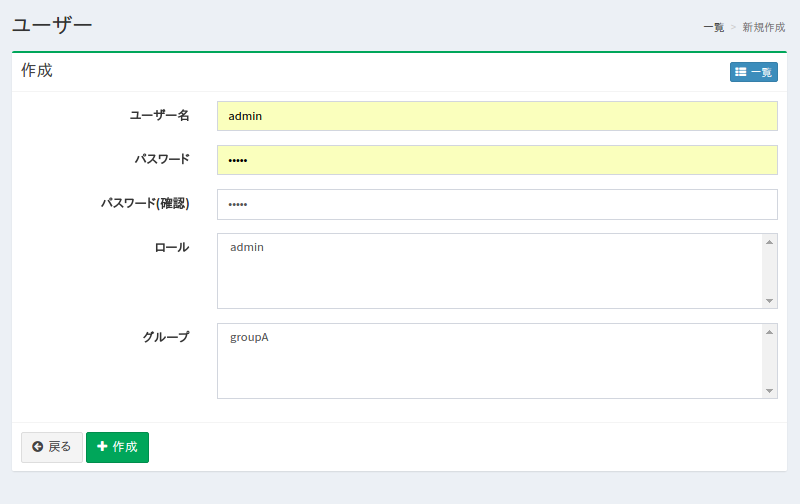 ユーザー
一覧 > 新規作成
作成
一覧
ユーザー名
admin
パスワード
•••••
パスワード(確認)
•••••
ロール
admin
グループ
groupA
戻る
作成